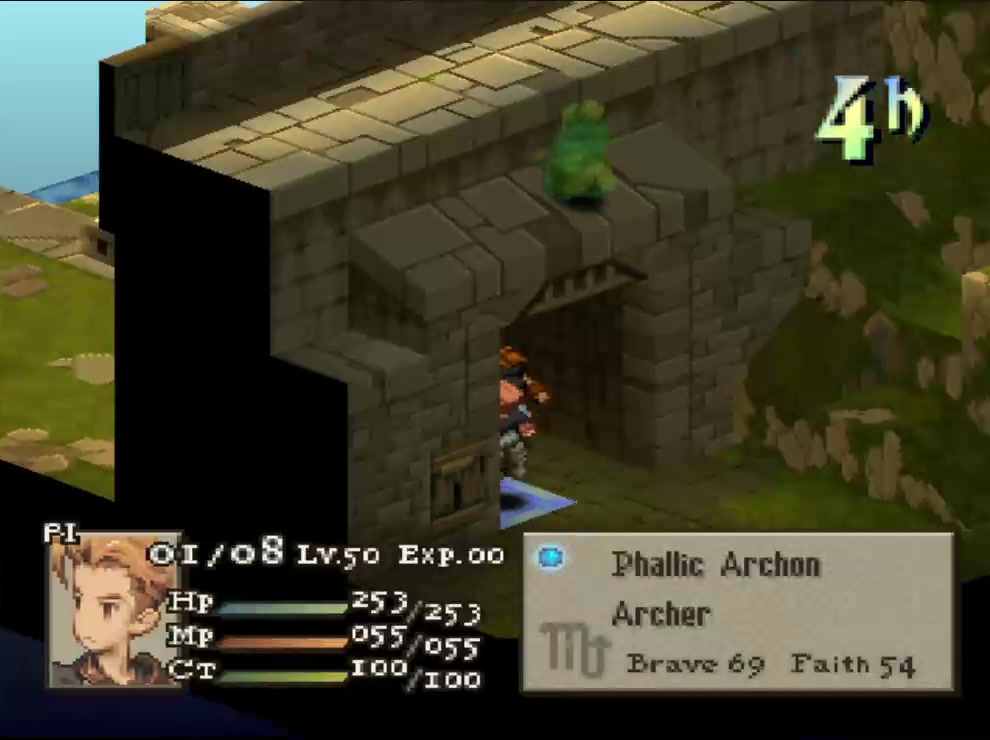 4h
P1
01/08 Lv.50 Exp.00
Hp 253/253
Mp 055/055
CT 100/100
Phallic Archon
Archer
Brave 69 Faith 54